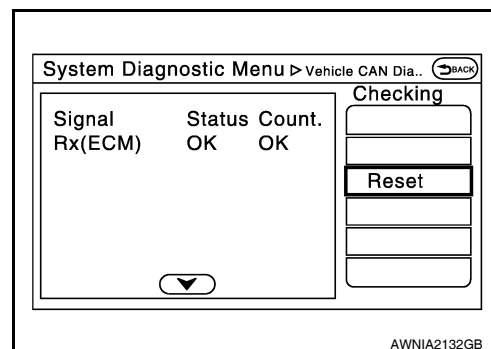 System Diagnostic Menu ▷ Vehicle CAN Dia.. BACK
Checking
Signal Status Count.
Rx(ECM) OK OK
Reset
AWNIA2132GB